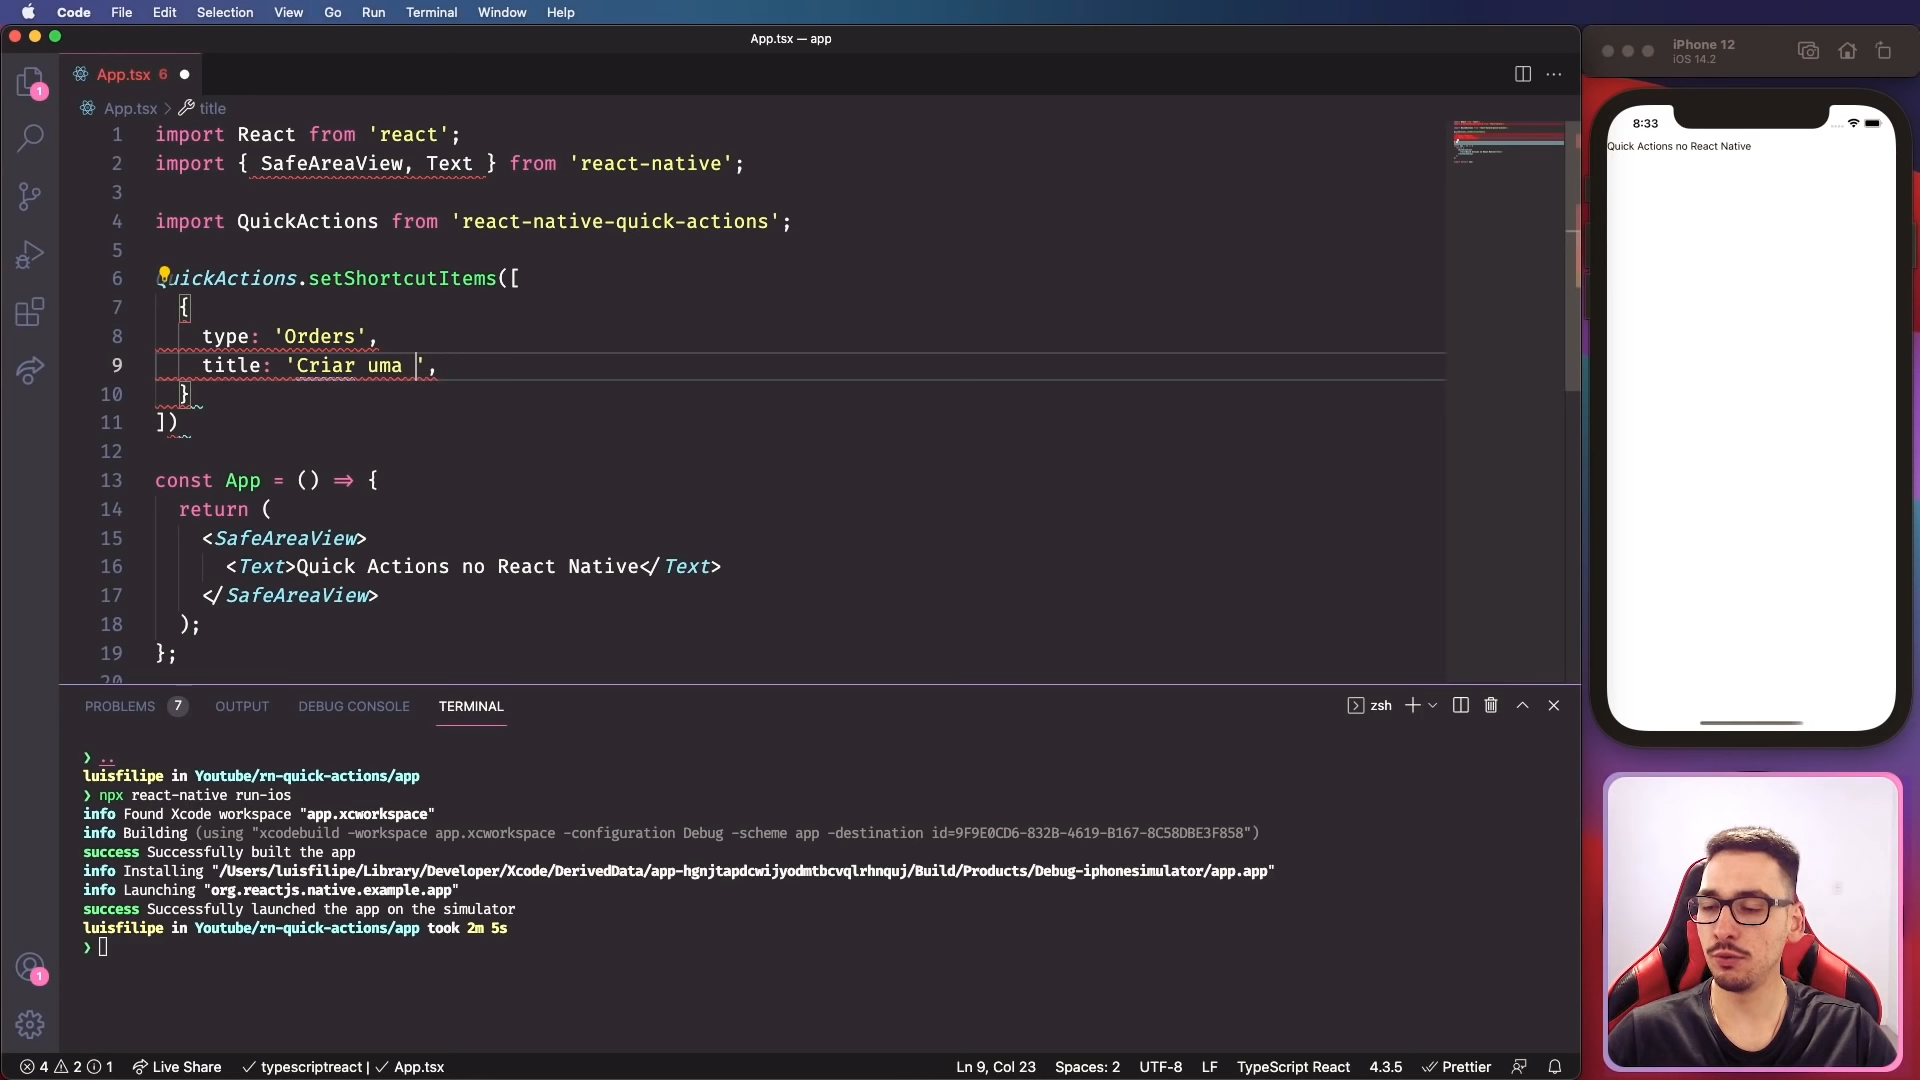 Code File Edit Selection View Go Run Terminal Window Help
App.tsx — app
iPhone 12
iOS 14.2
App.tsx 6
1
App.tsx > title
1 import React from 'react';
2 import { SafeAreaView, Text } from 'react-native';
3
4 import QuickActions from 'react-native-quick-actions';
5
6 QuickActions.setShortcutItems([
7 {
8 type: 'Orders',
9 title: 'Criar uma ',
10 }
11 ])
12
13 const App = () => {
14 return (
15 <SafeAreaView>
16 <Text>Quick Actions no React Native</Text>
17 </SafeAreaView>
18 );
19 };
20
8:33
Quick Actions no React Native
PROBLEMS 7 OUTPUT DEBUG CONSOLE TERMINAL
zsh
❯ ..
luisfilipe in Youtube/rn-quick-actions/app
❯ npx react-native run-ios
info Found Xcode workspace "app.xcworkspace"
info Building (using "xcodebuild -workspace app.xcworkspace -configuration Debug -scheme app -destination id=9F9E0CD6-832B-4619-B167-8C58DBE3F858")
success Successfully built the app
info Installing "/Users/luisfilipe/Library/Developer/Xcode/DerivedData/app-hgnjtapdcwijyodmtbcvqlrhnquj/Build/Products/Debug-iphonesimulator/app.app"
info Launching "org.reactjs.native.example.app"
success Successfully launched the app on the simulator
luisfilipe in Youtube/rn-quick-actions/app took 2m 5s
❯
1
4 2 1 Live Share typescriptreact | App.tsx
Ln 9, Col 23 Spaces: 2 UTF-8 LF TypeScript React 4.3.5 Prettier